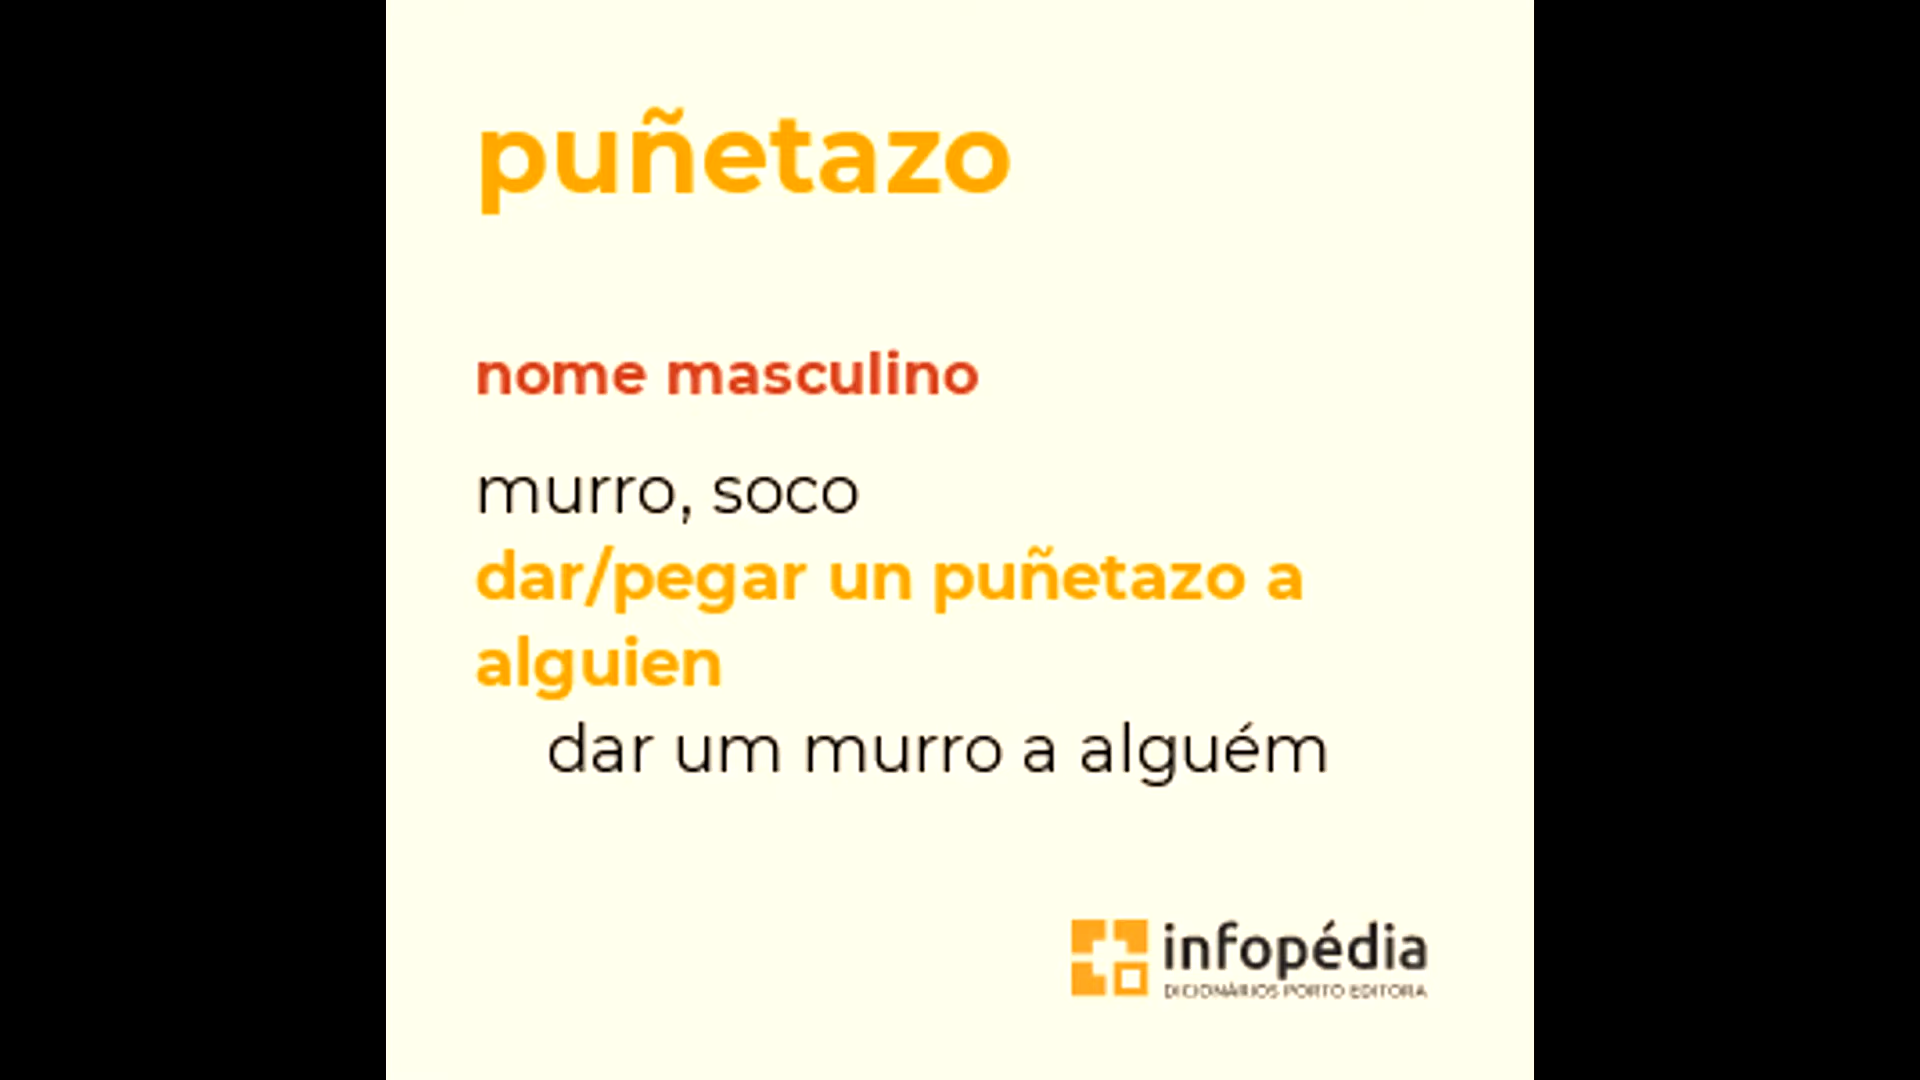 puñetazo
nome masculino
murro, soco
dar/pegar un puñetazo a
alguien
dar um murro a alguém
infopédia
DICIONÁRIOS PORTO EDITORA